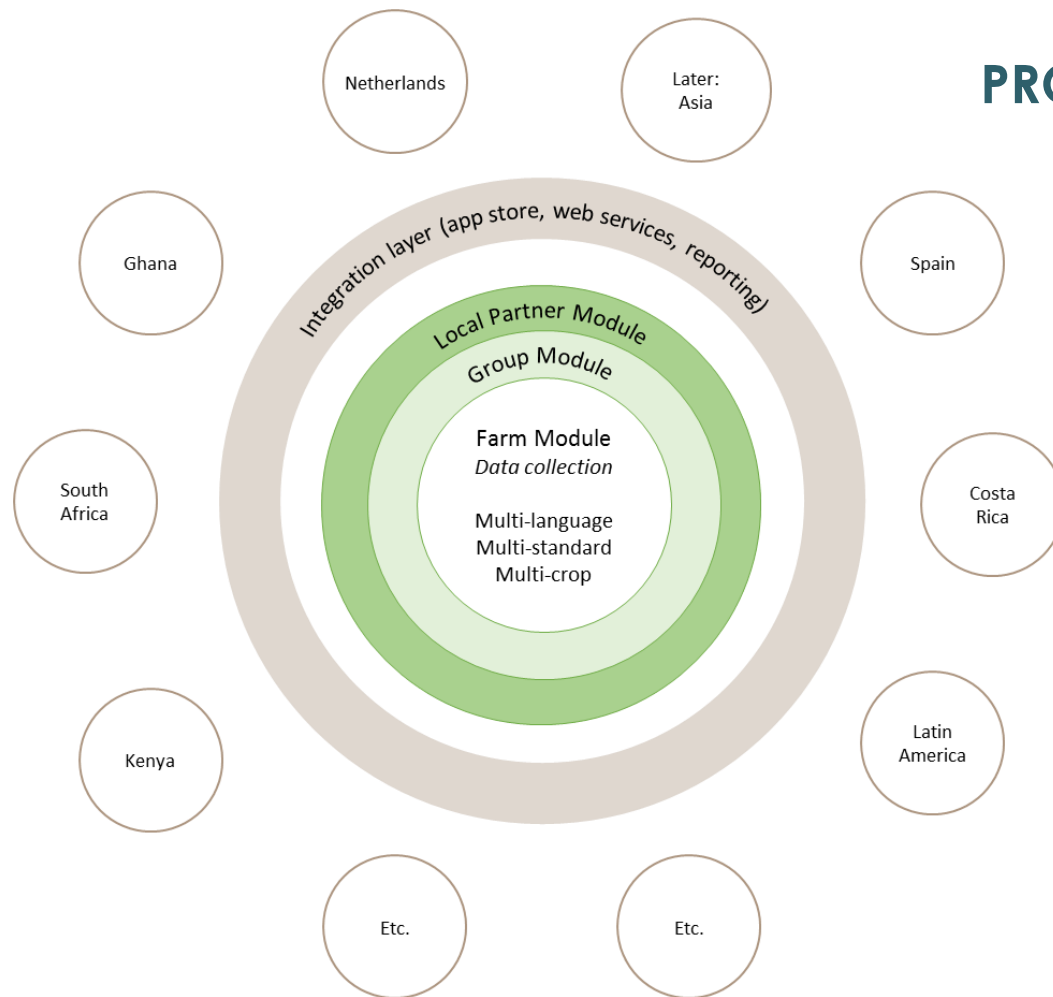 Netherlands
Later:
Asia
PRO
Ghana
Spain
Integration layer (app store, web services, reporting)
Local Partner Module
Group Module
Farm Module
Data collection
Multi-language
Multi-standard
Multi-crop
South
Africa
Costa
Rica
Kenya
Latin
America
Etc.
Etc.